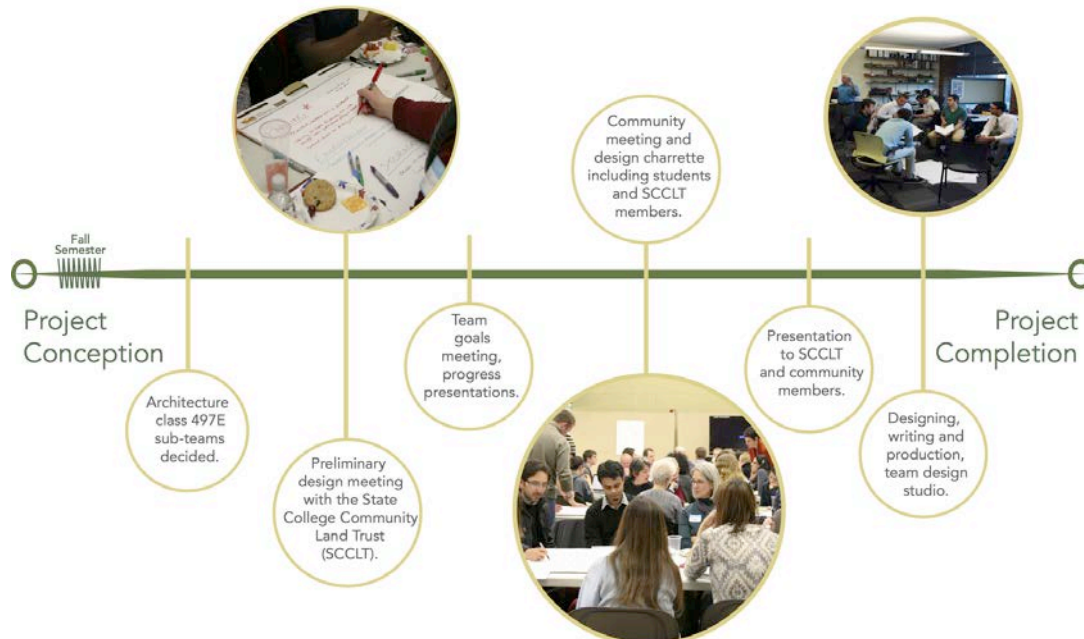 Fall
Semester
Project
Conception
Architecture
class 497E
sub-teams
decided.
Preliminary
design meeting
with the State
College Community
Land Trust
(SCCLT).
Team
goals
meeting,
progress
presentations.
Community
meeting and
design charrette
including students
and SCCLT
members.
Presentation
to SCCLT
and community
members.
Designing,
writing and
production,
team design
studio.
Project
Completion